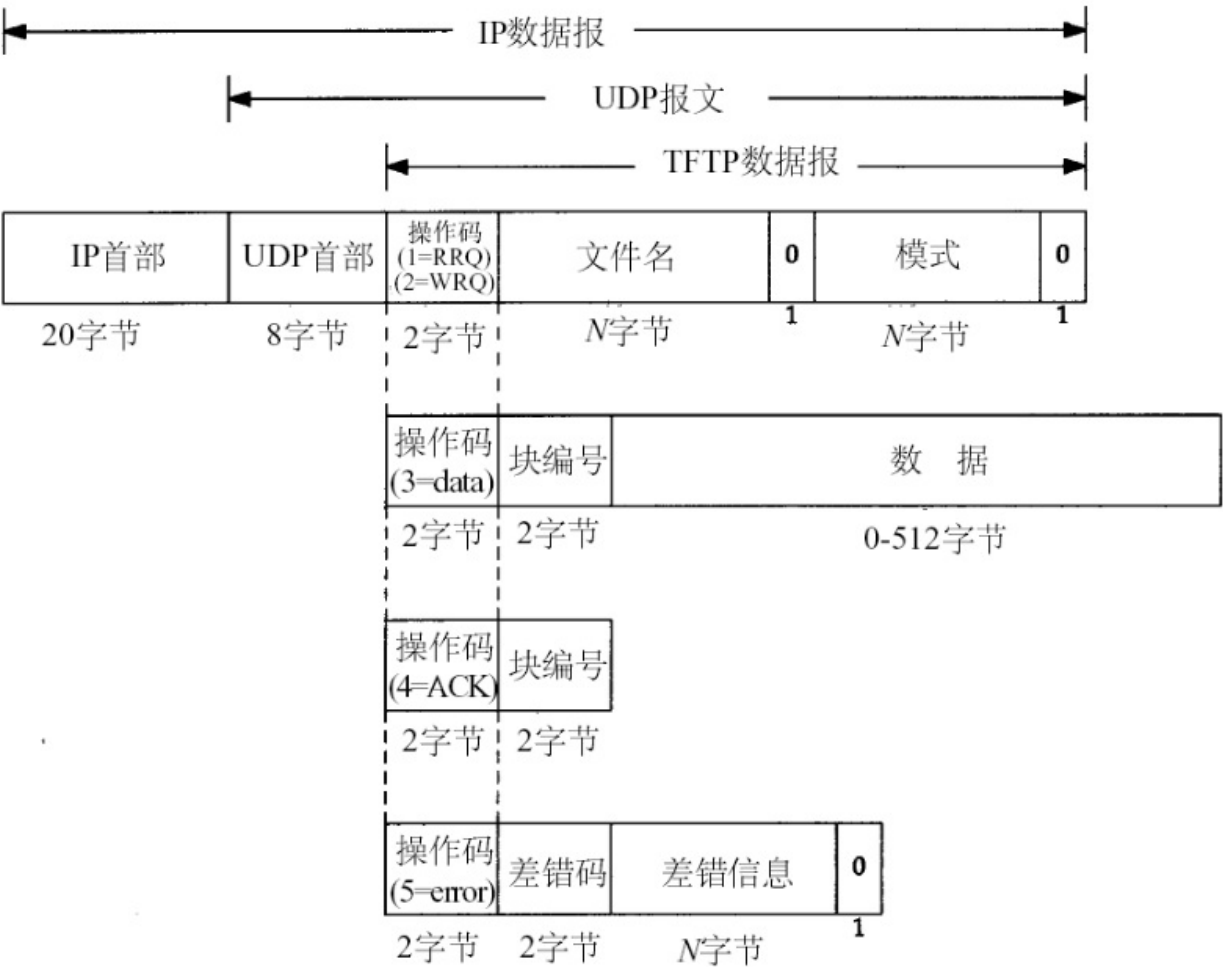 IP数据报
UDP报文
TFTP数据报
IP首部 UDP首部 操作码 文件名 0 模式 0
(1=RRQ)
(2=WRQ)
20字节 8字节 2字节 N字节 1 N字节 1
操作码 块编号 数 据
(3=data)
2字节 2字节 0-512字节
操作码 块编号
(4=ACK)
2字节 2字节
操作码 差错码 差错信息 0
(5=error)
2字节 2字节 N字节 1